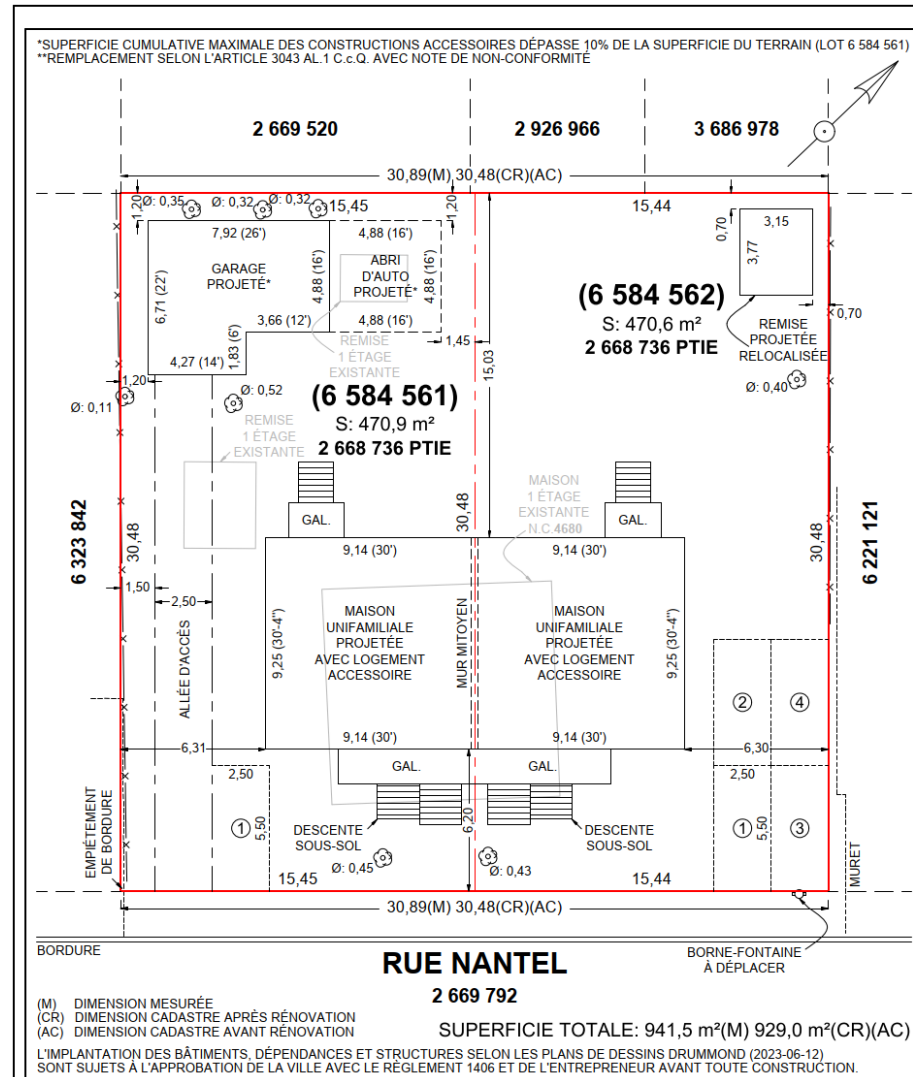 *SUPERFICIE CUMULATIVE MAXIMALE DES CONSTRUCTIONS ACCESSOIRES DÉPASSE 10% DE LA SUPERFICIE DU TERRAIN (LOT 6 584 561)
**REMPLACEMENT SELON L'ARTICLE 3043 AL.1 C.c.Q. AVEC NOTE DE NON-CONFORMITÉ
2 669 520
2 926 966
3 686 978
30,89(M) 30,48(CR)(AC)
1,20
Ø: 0,35
Ø: 0,32
Ø: 0,32
15,45
1,20
15,44
7,92 (26')
4,88 (16')
GARAGE
PROJETÉ*
6,71 (22')
4,88 (16')
ABRI
D'AUTO
PROJETÉ*
4,88 (16')
3,66 (12')
4,88 (16')
1,83 (6')
4,27 (14')
1,45
15,03
0,70
3,15
3,77
0,70
REMISE
PROJETÉE
RELOCALISÉE
(6 584 562)
S: 470,6 m²
2 668 736 PTIE
REMISE
1 ÉTAGE
EXISTANTE
1,20
Ø: 0,11
Ø: 0,52
Ø: 0,40
(6 584 561)
S: 470,9 m²
2 668 736 PTIE
REMISE
1 ÉTAGE
EXISTANTE
MAISON
1 ÉTAGE
EXISTANTE
N.C.4680
6 323 842
30,48
GAL.
30,48
GAL.
30,48
6 221 121
1,50
2,50
9,14 (30')
9,14 (30')
ALLÉE D'ACCÈS
9,25 (30'-4")
MAISON
UNIFAMILIALE
PROJETÉE
AVEC LOGEMENT
ACCESSOIRE
MUR MITOYEN
MAISON
UNIFAMILIALE
PROJETÉE
AVEC LOGEMENT
ACCESSOIRE
9,25 (30'-4")
2
4
6,31
9,14 (30')
9,14 (30')
6,30
2,50
GAL.
GAL.
2,50
1
5,50
6,20
1
5,50
3
EMPIÉTEMENT
DE BORDURE
DESCENTE
SOUS-SOL
DESCENTE
SOUS-SOL
MURET
Ø: 0,45
Ø: 0,43
15,45
15,44
30,89(M) 30,48(CR)(AC)
BORDURE
RUE NANTEL
2 669 792
BORNE-FONTAINE
À DÉPLACER
(M) DIMENSION MESURÉE
(CR) DIMENSION CADASTRE APRÈS RÉNOVATION
(AC) DIMENSION CADASTRE AVANT RÉNOVATION
SUPERFICIE TOTALE: 941,5 m²(M) 929,0 m²(CR)(AC)
L'IMPLANTATION DES BÂTIMENTS, DÉPENDANCES ET STRUCTURES SELON LES PLANS DE DESSINS DRUMMOND (2023-06-12)
SONT SUJETS À L'APPROBATION DE LA VILLE AVEC LE RÈGLEMENT 1406 ET DE L'ENTREPRENEUR AVANT TOUTE CONSTRUCTION.